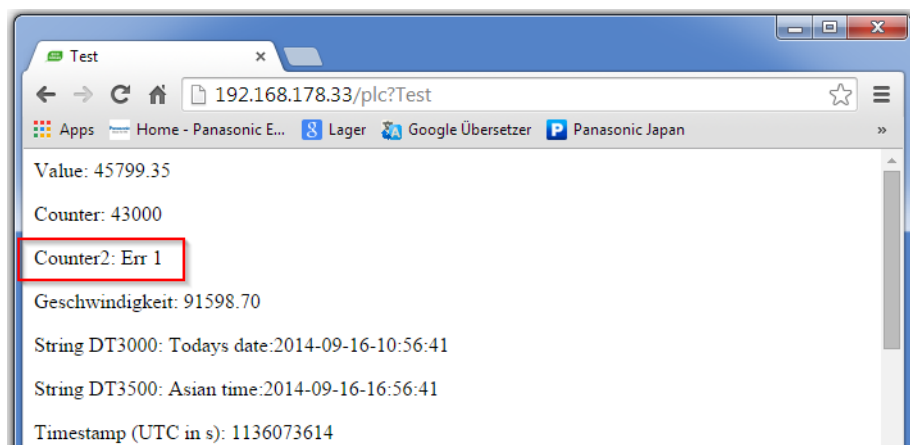 Test
192.168.178.33/plc?Test
Apps Home - Panasonic E... Lager Google Übersetzer Panasonic Japan »
Value: 45799.35
Counter: 43000
Counter2: Err 1
Geschwindigkeit: 91598.70
String DT3000: Todays date:2014-09-16-10:56:41
String DT3500: Asian time:2014-09-16-16:56:41
Timestamp (UTC in s): 1136073614